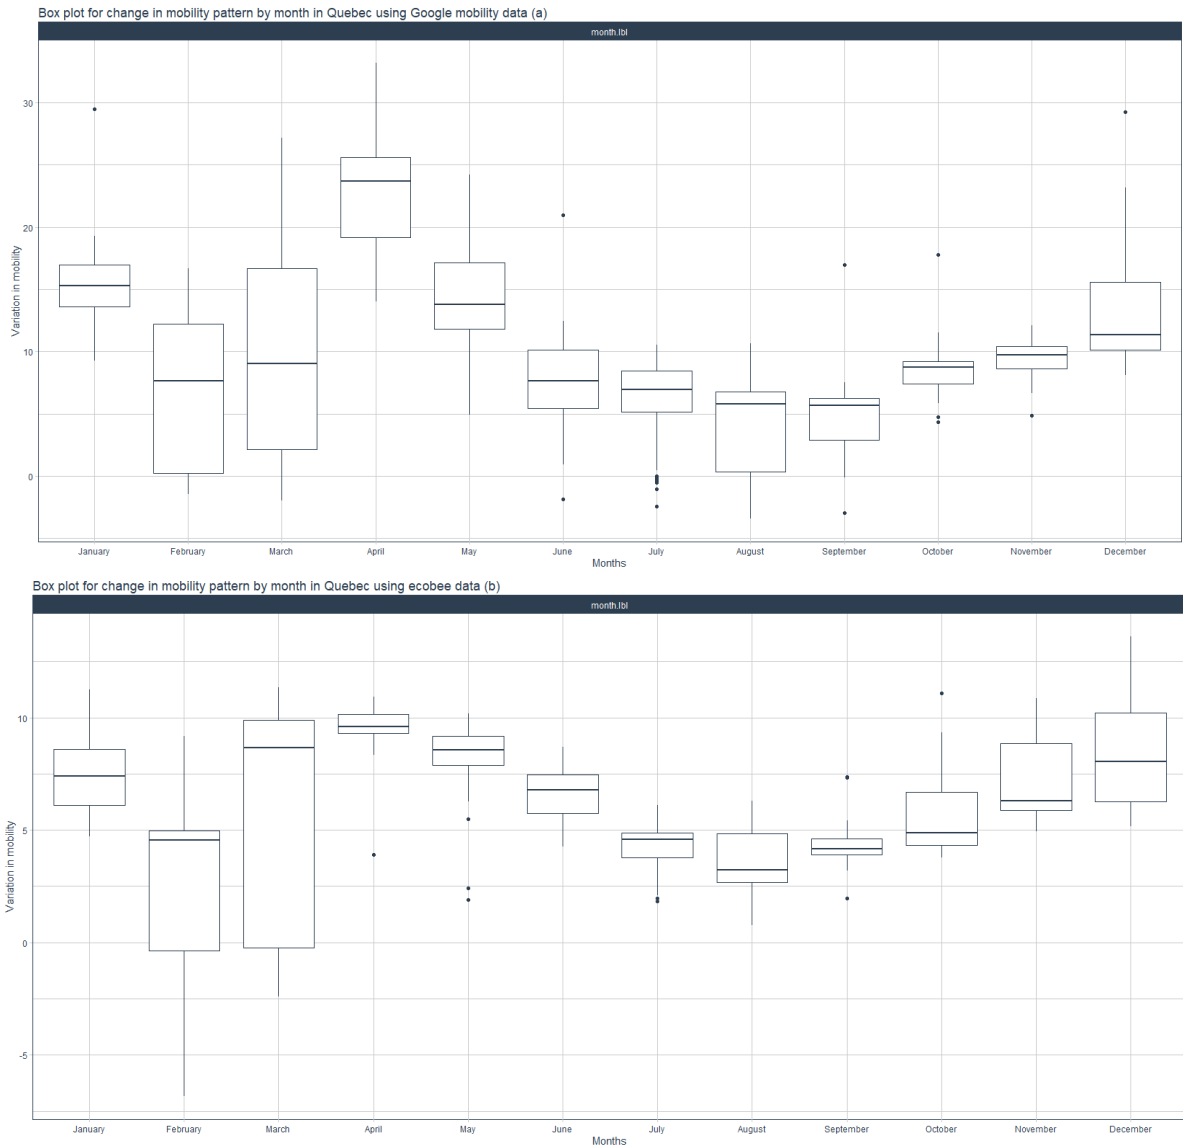 Box plot for change in mobility pattern by month in Quebec using Google mobility data (a)
month.lbl
Variation in mobility
30
20
10
0
January February March April May June July August September October November December
Months
Box plot for change in mobility pattern by month in Quebec using ecobee data (b)
month.lbl
Variation in mobility
10
5
0
-5
January February March April May June July August September October November December
Months